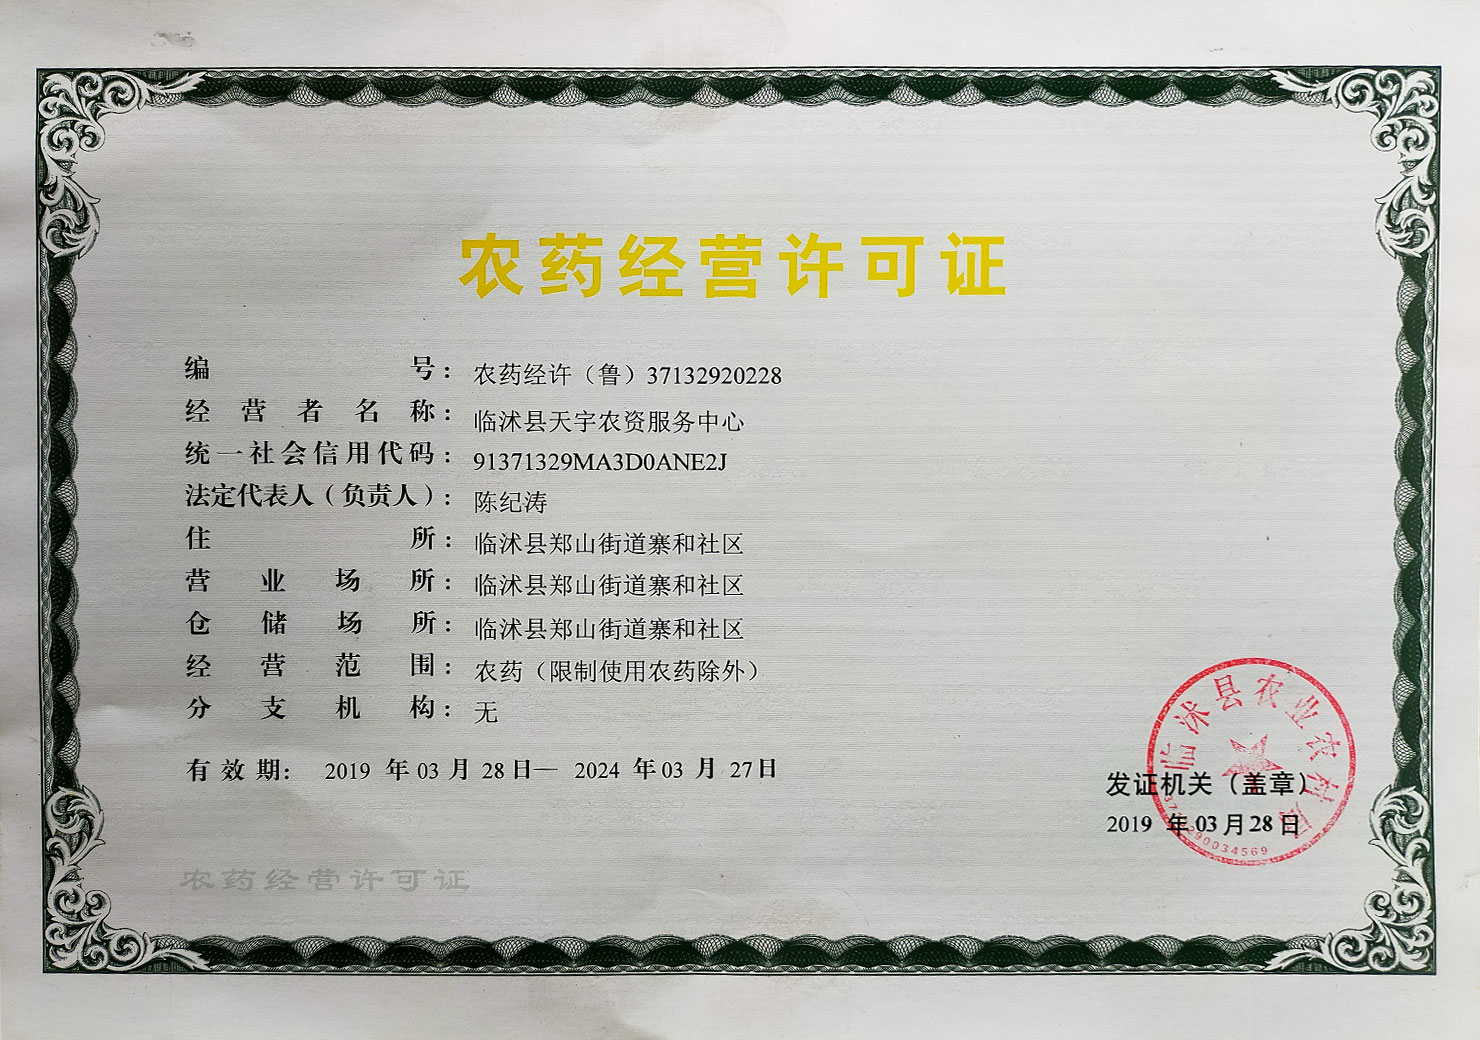 农药经营许可证
编号：农药经许（鲁）37132920228
经营者名称：临沭县天宇农资服务中心
统一社会信用代码：91371329MA3D0ANE2J
法定代表人（负责人）：陈纪涛
住所：临沭县郑山街道寨和社区
营业场所：临沭县郑山街道寨和社区
仓储场所：临沭县郑山街道寨和社区
经营范围：农药（限制使用农药除外）
分支机构：无
有效期：2019 年 03 月 28 日— 2024 年 03 月 27 日
临沭县农业农村局
发证机关（盖章）
2019 年 03 月 28 日
农药经营许可证